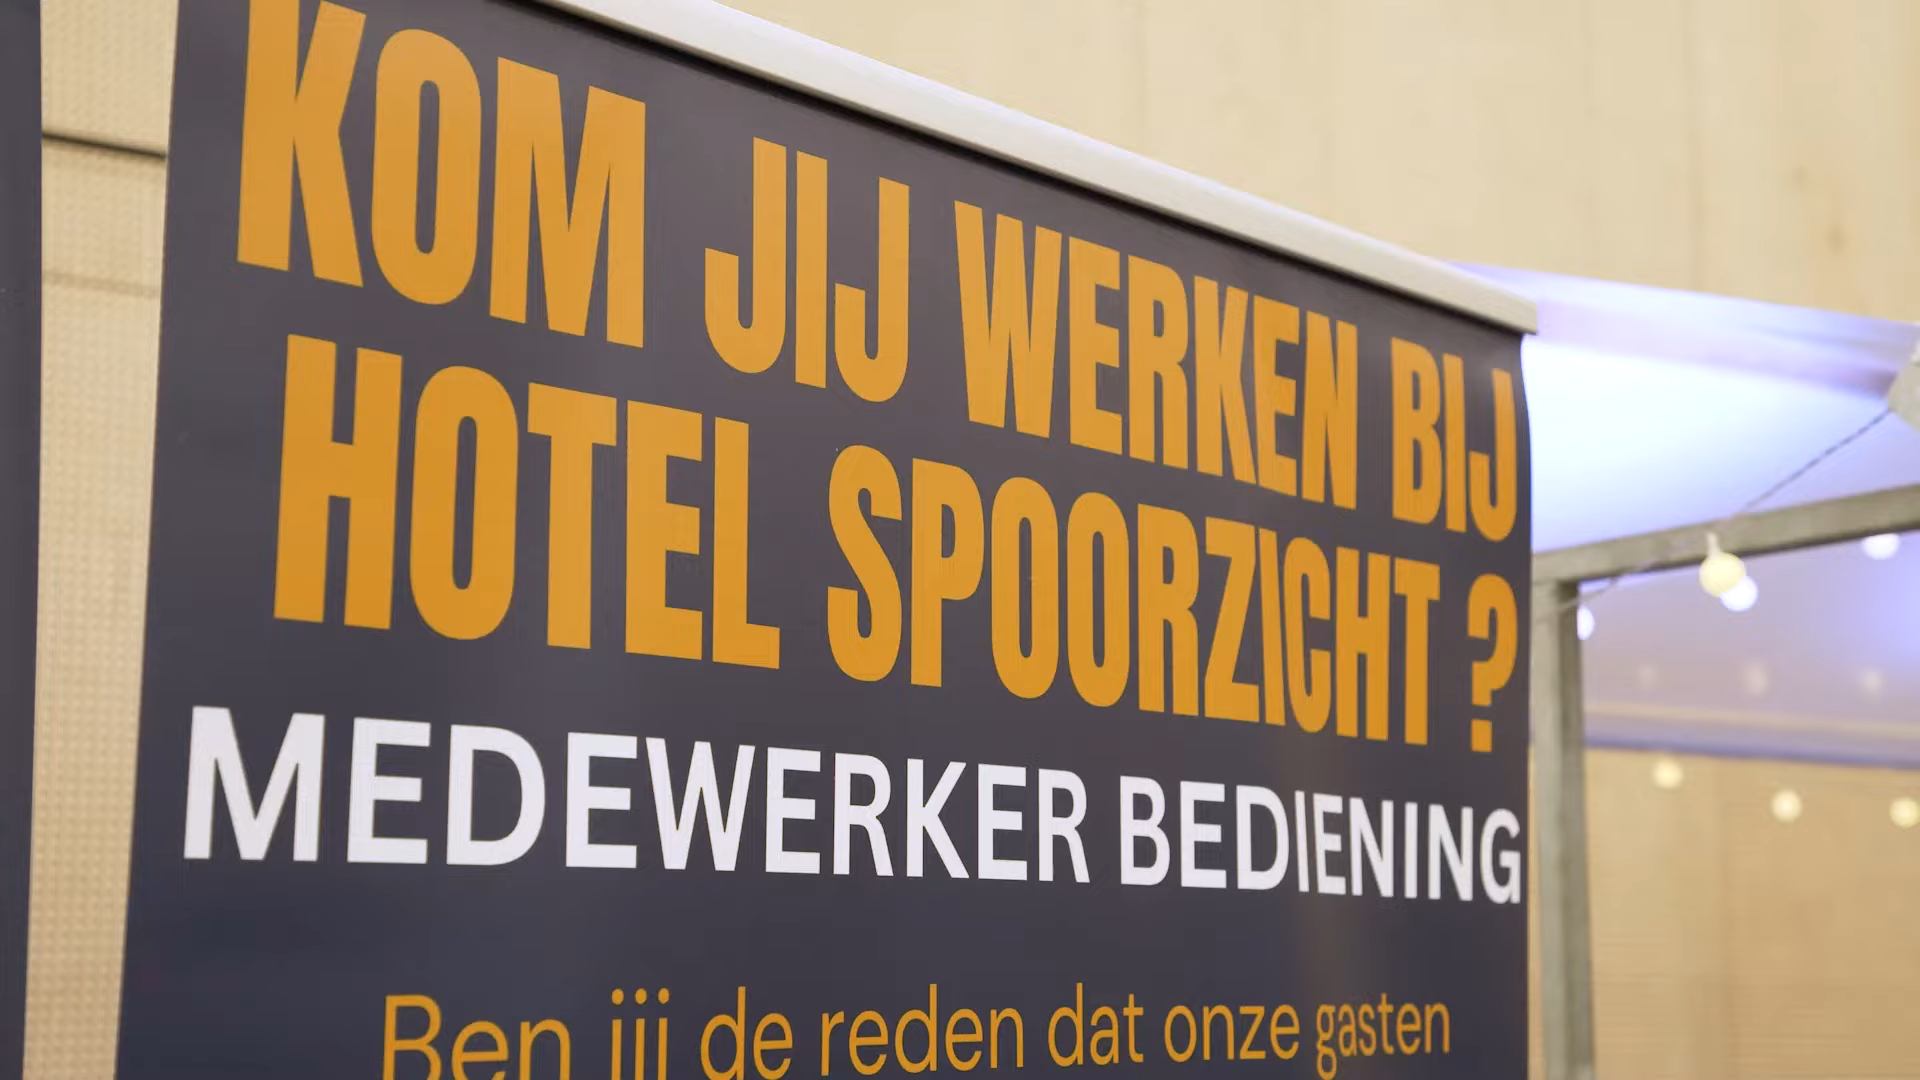 KOM JIJ WERKEN BIJ
HOTEL SPOORZICHT ?
MEDEWERKER BEDIENING
Ben jij de reden dat onze gasten